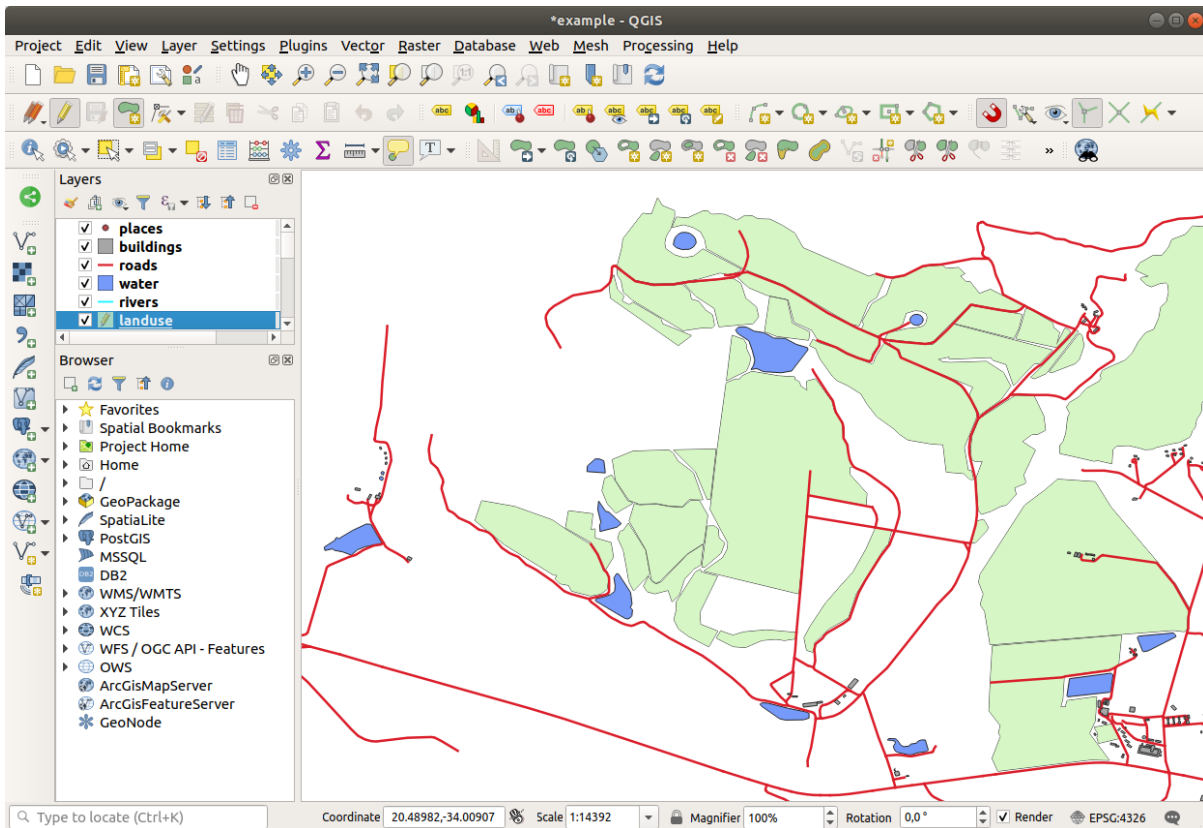 *example - QGIS
Project Edit View Layer Settings Plugins Vector Raster Database Web Mesh Processing Help
Layers
places
buildings
roads
water
rivers
landuse
Browser
Favorites
Spatial Bookmarks
Project Home
Home
/
GeoPackage
SpatiaLite
PostGIS
MSSQL
DB2
WMS/WMTS
XYZ Tiles
WCS
WFS / OGC API - Features
OWS
ArcGisMapServer
ArcGisFeatureServer
GeoNode
Type to locate (Ctrl+K) Coordinate 20.48982,-34.00907 Scale 1:14392 Magnifier 100% Rotation 0,0° Render EPSG:4326